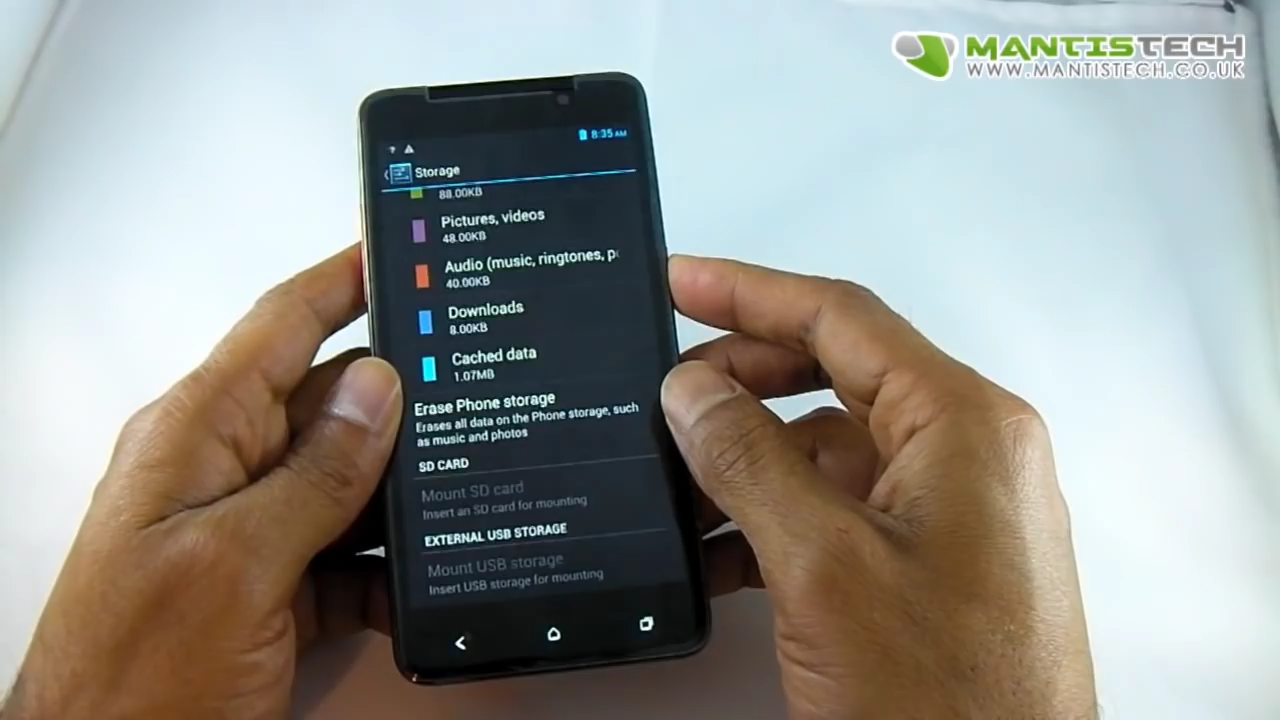 MANTISTECH
WWW.MANTISTECH.CO.UK
8:35 AM
Storage
88.00KB
Pictures, videos
48.00KB
Audio (music, ringtones, p
40.00KB
Downloads
8.00KB
Cached data
1.07MB
Erase Phone storage
Erases all data on the Phone storage, such
as music and photos
SD CARD
Mount SD card
Insert an SD card for mounting
EXTERNAL USB STORAGE
Mount USB storage
Insert USB storage for mounting